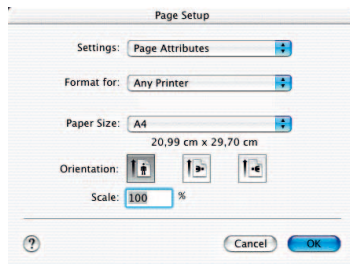 Page Setup
Settings: Page Attributes
Format for: Any Printer
Paper Size: A4
20,99 cm x 29,70 cm
Orientation:
Scale: 100 %
? Cancel OK